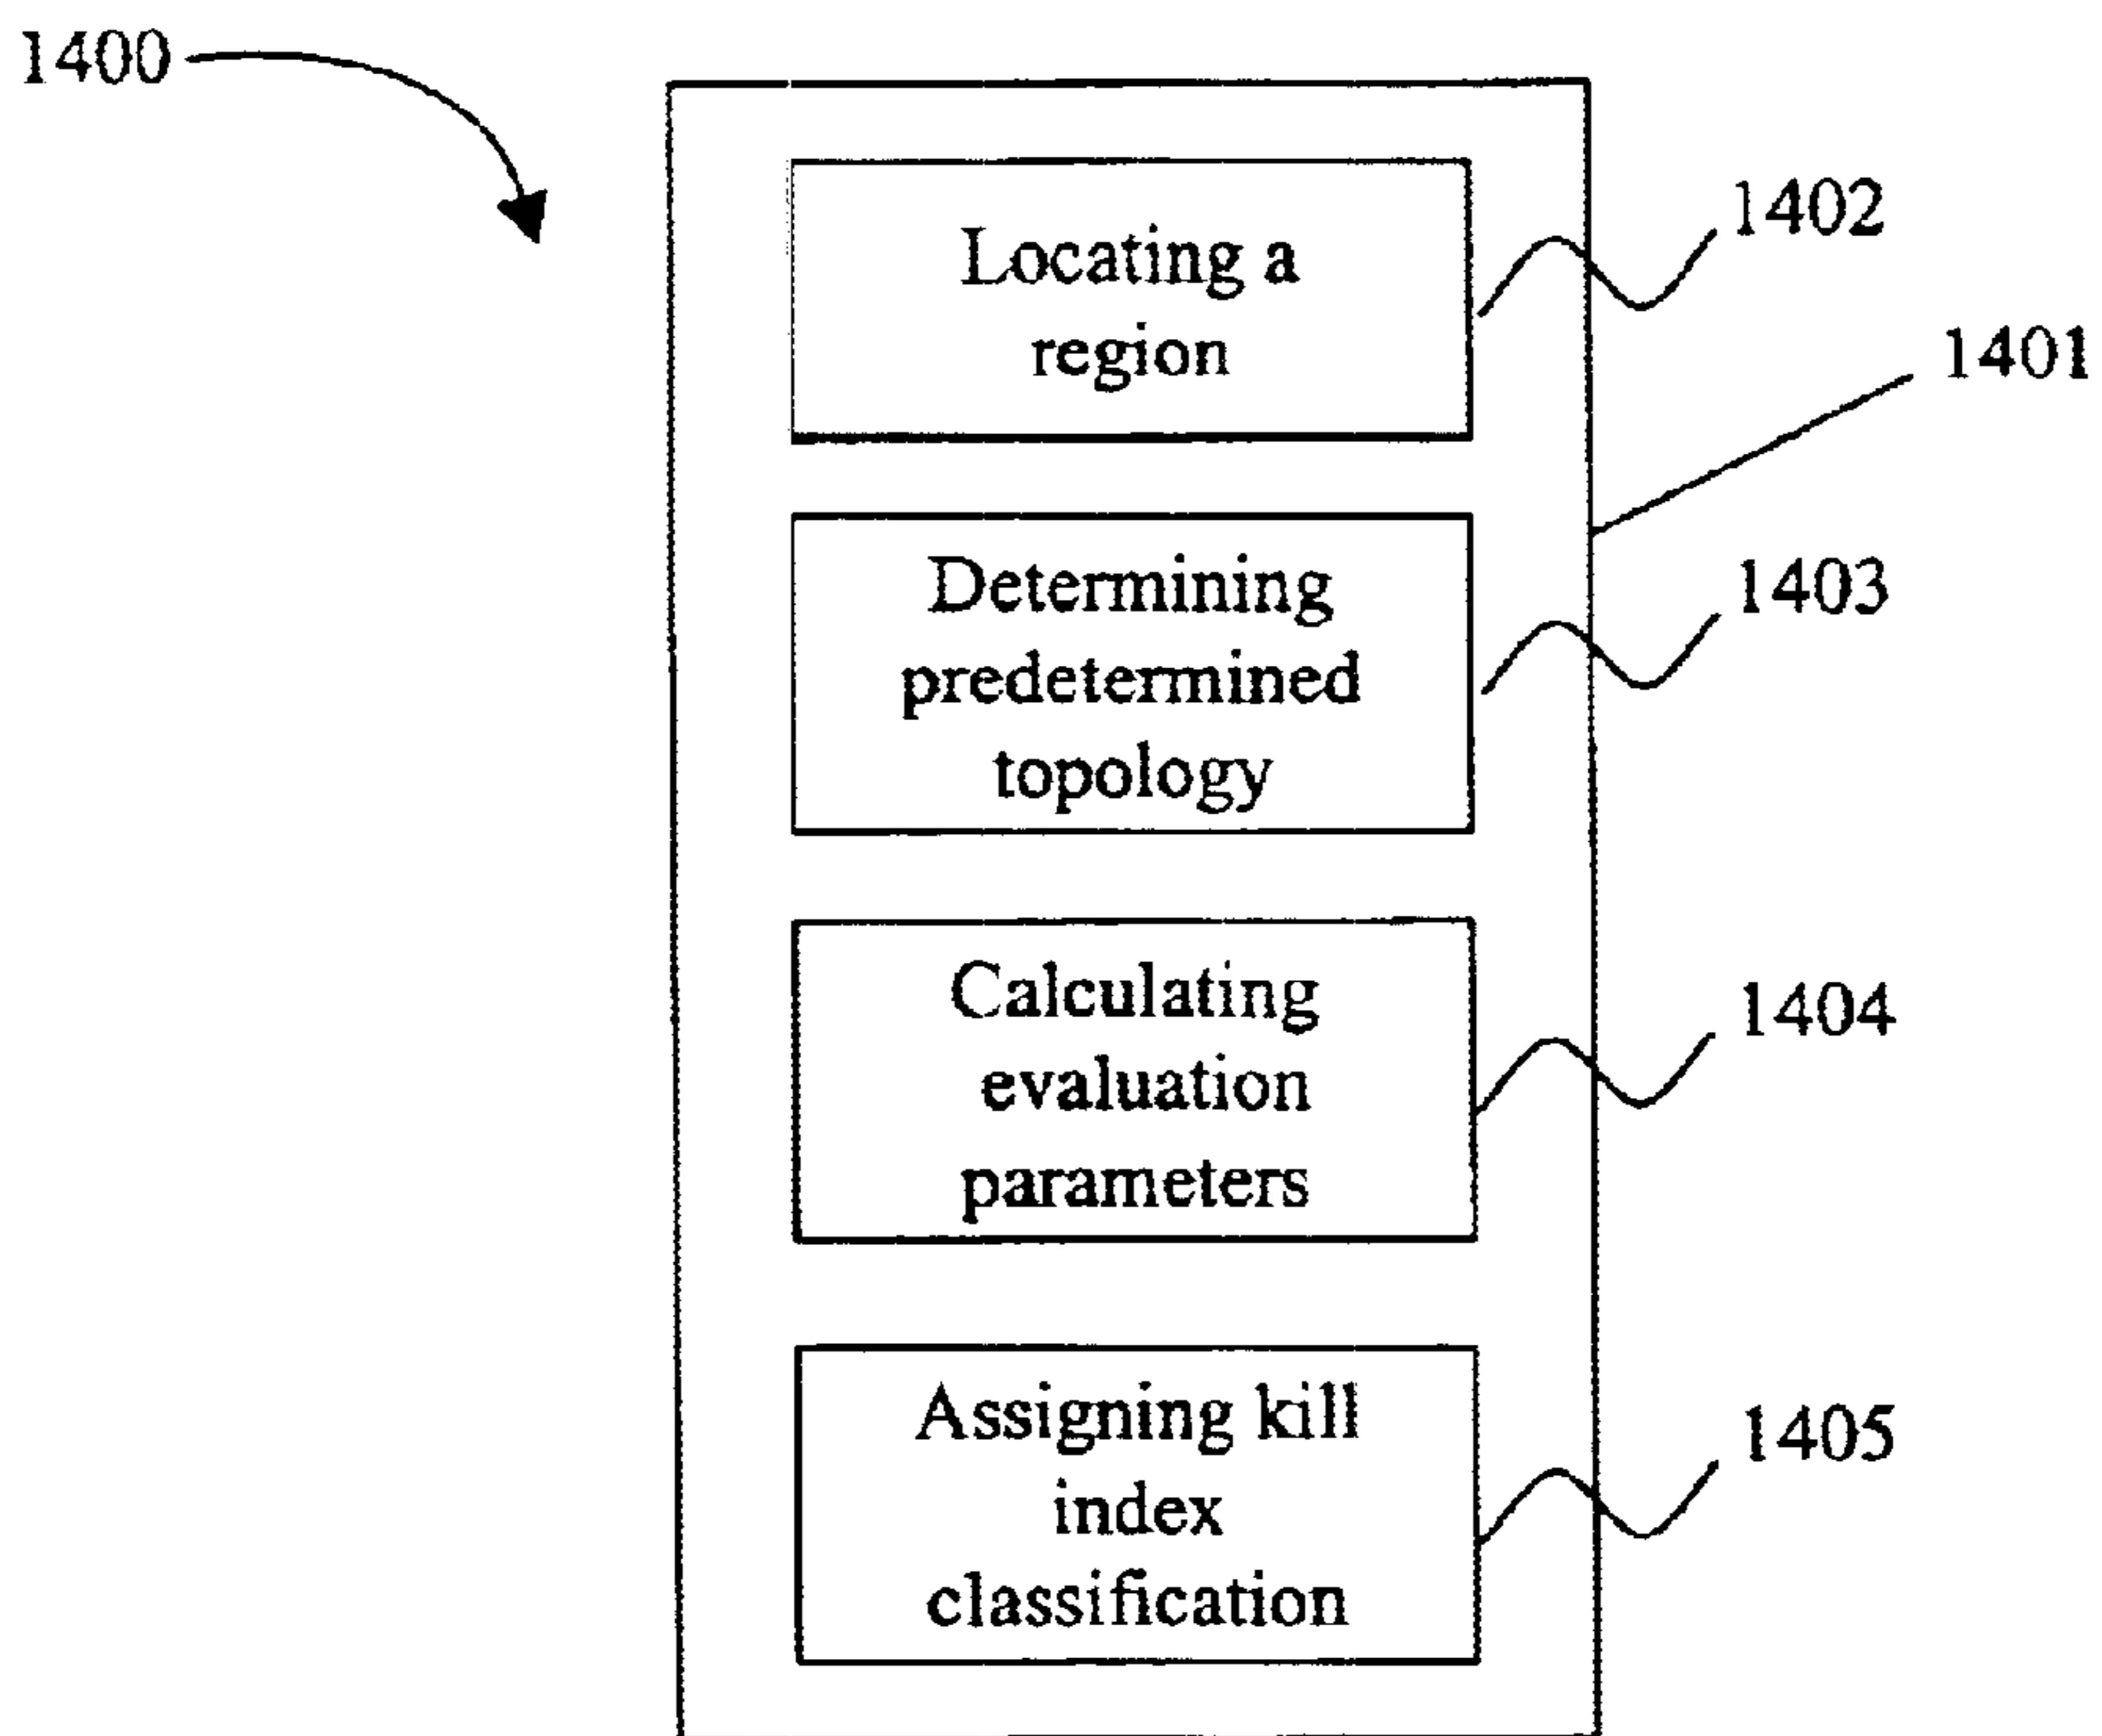 1400
Locating a
region
1402
1401
Determining
predetermined
topology
1403
Calculating
evaluation
parameters
1404
Assigning kill
index
classification
1405